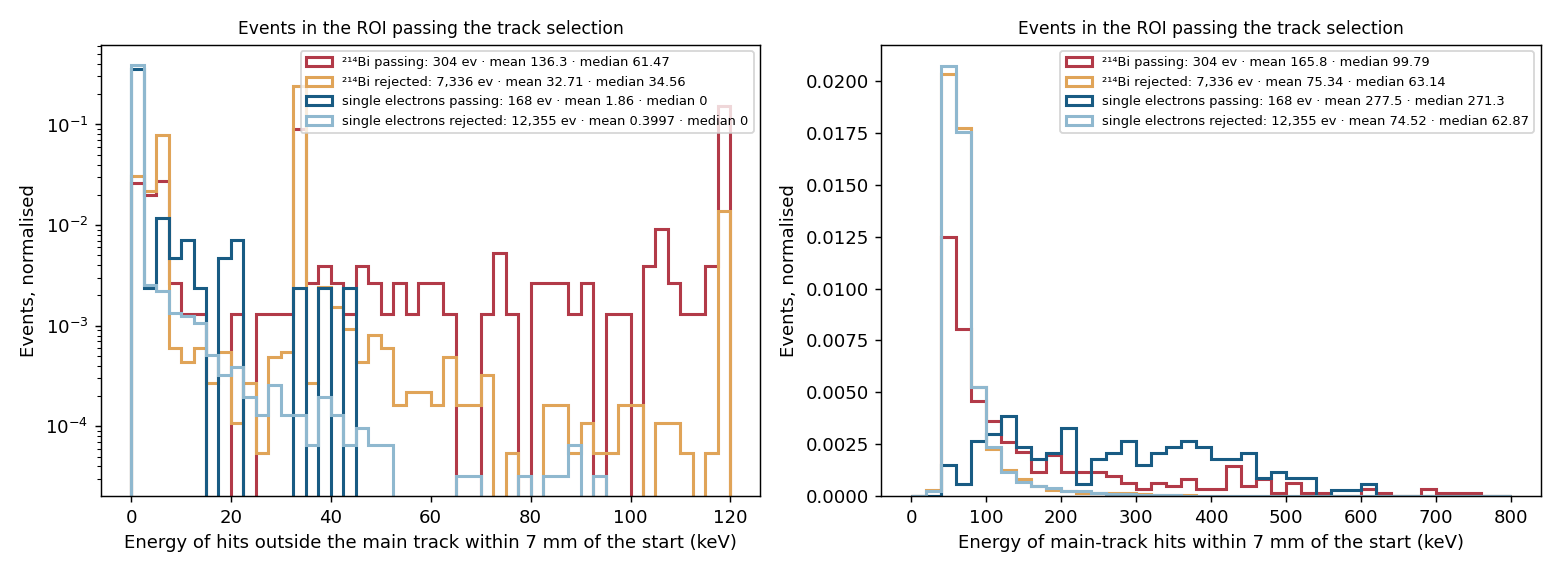 Events in the ROI passing the track selection
²¹⁴Bi passing: 304 ev · mean 136.3 · median 61.47
²¹⁴Bi rejected: 7,336 ev · mean 32.71 · median 34.56
single electrons passing: 168 ev · mean 1.86 · median 0
single electrons rejected: 12,355 ev · mean 0.3997 · median 0
Events, normalised
10⁻¹
10⁻²
10⁻³
10⁻⁴
0 20 40 60 80 100 120
Energy of hits outside the main track within 7 mm of the start (keV)
Events in the ROI passing the track selection
²¹⁴Bi passing: 304 ev · mean 165.8 · median 99.79
²¹⁴Bi rejected: 7,336 ev · mean 75.34 · median 63.14
single electrons passing: 168 ev · mean 277.5 · median 271.3
single electrons rejected: 12,355 ev · mean 74.52 · median 62.87
Events, normalised
0.0200
0.0175
0.0150
0.0125
0.0100
0.0075
0.0050
0.0025
0.0000
0 100 200 300 400 500 600 700 800
Energy of main-track hits within 7 mm of the start (keV)